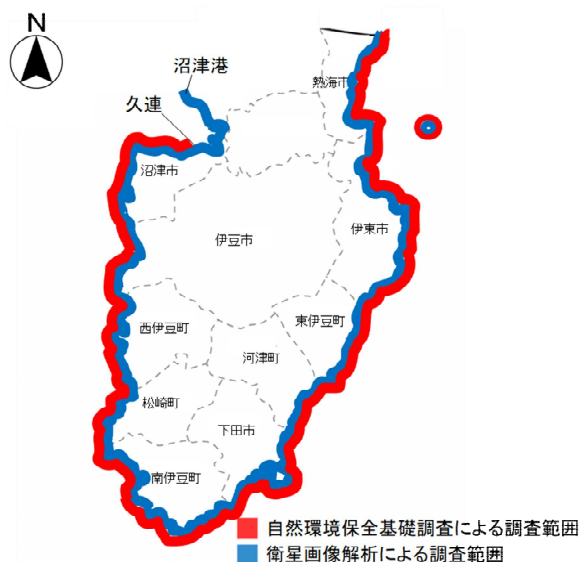 N
沼津港
熱海市
久連
沼津市
伊豆市
伊東市
西伊豆町
東伊豆町
河津町
松崎町
下田市
南伊豆町
自然環境保全基礎調査による調査範囲
衛星画像解析による調査範囲